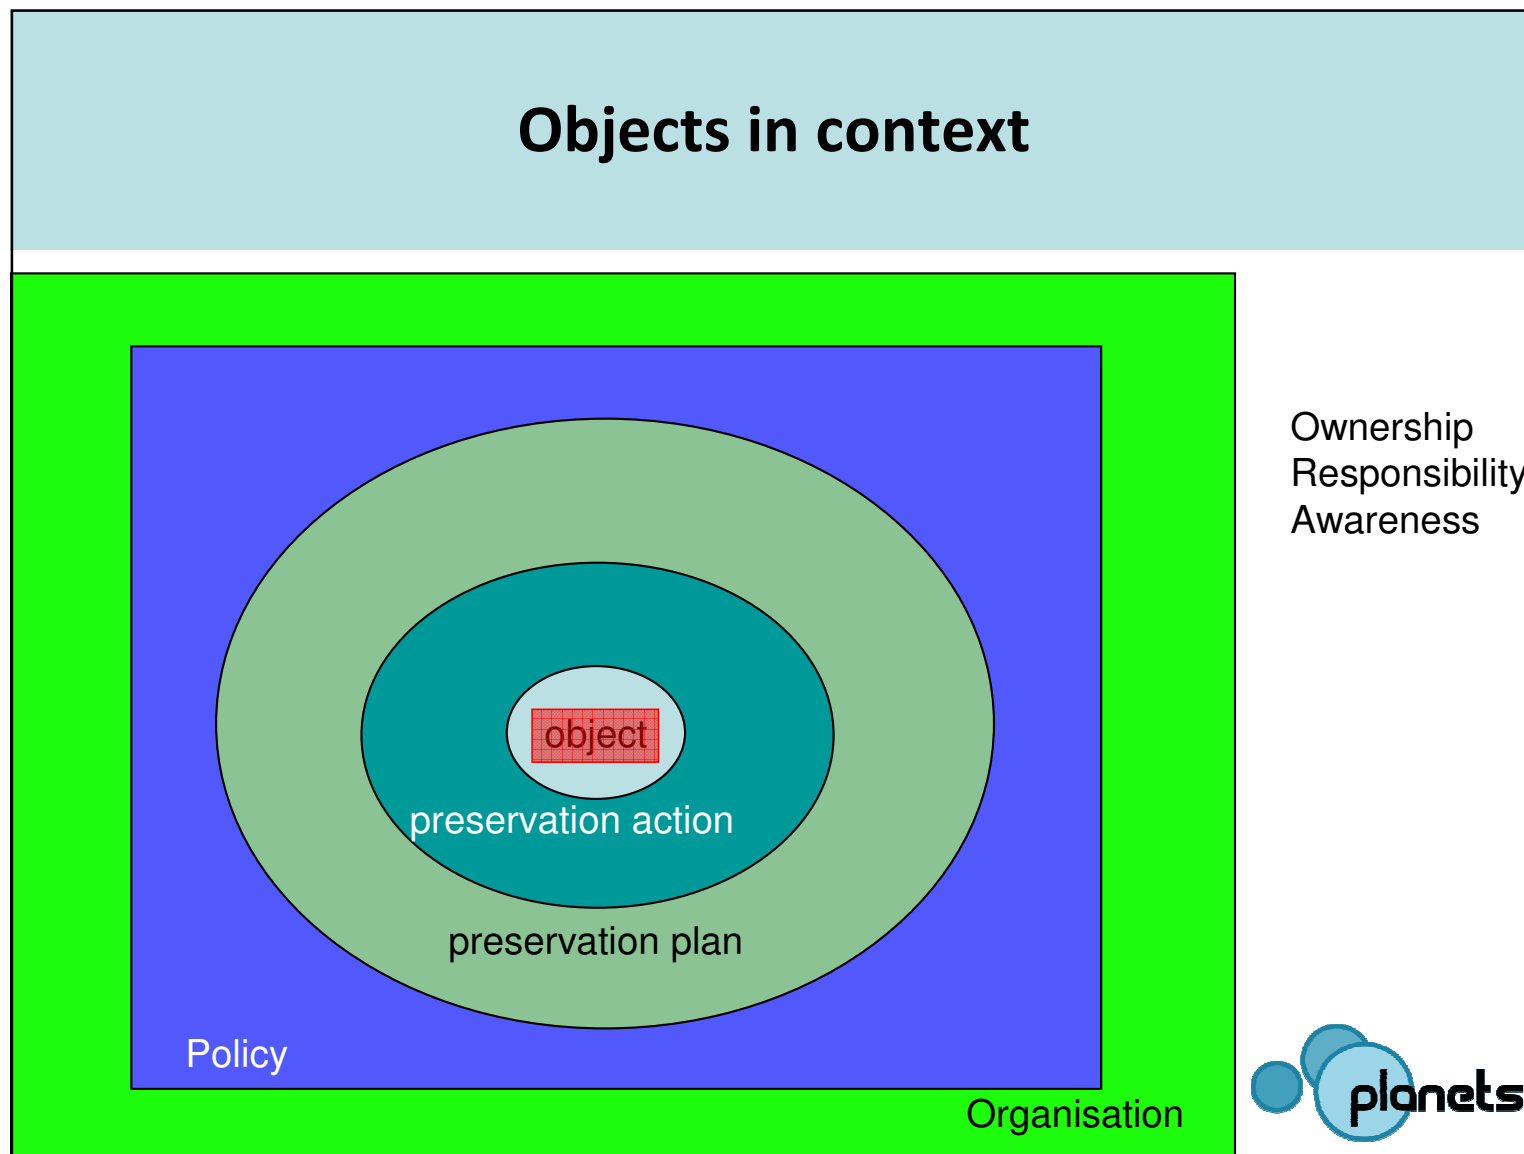 Objects in context
Ownership
Responsibility
Awareness
object
preservation action
preservation plan
Policy
Organisation
planets